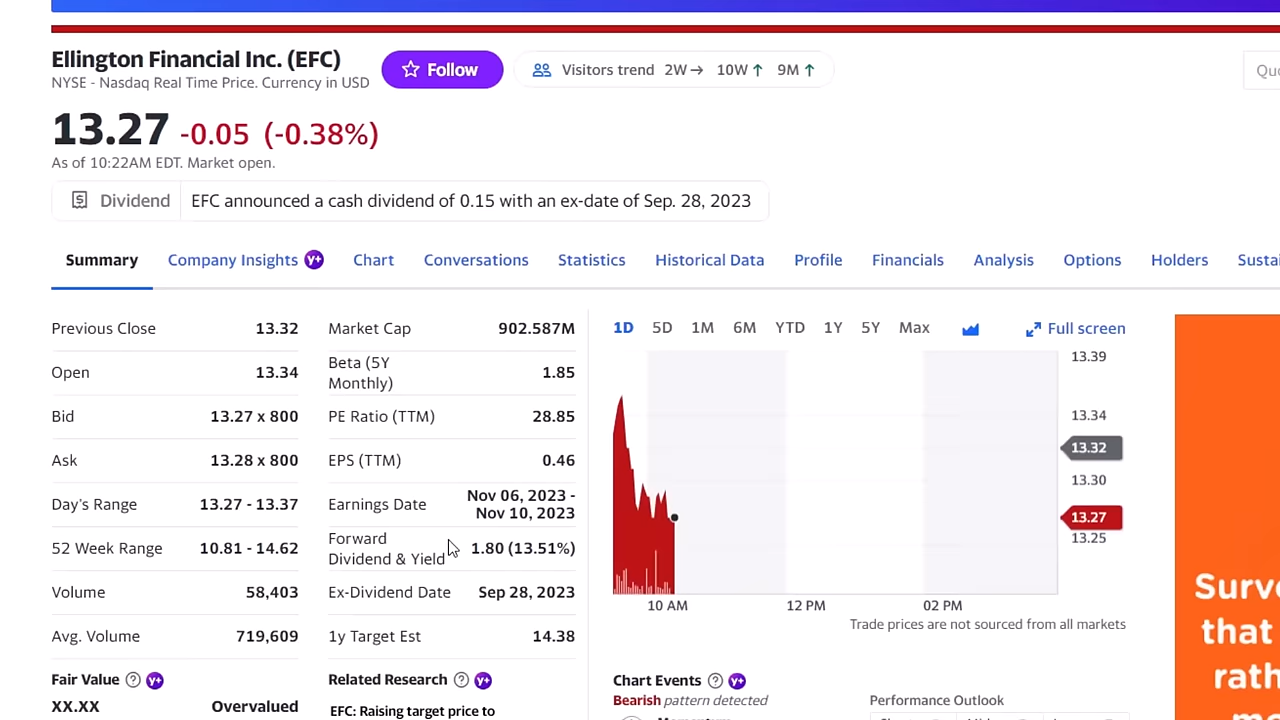 Ellington Financial Inc. (EFC)
NYSE - Nasdaq Real Time Price. Currency in USD
Follow
Visitors trend 2W→ 10W↑ 9M↑
13.27 -0.05 (-0.38%)
As of 10:22AM EDT. Market open.
Dividend EFC announced a cash dividend of 0.15 with an ex-date of Sep. 28, 2023
Summary Company Insights Y+ Chart Conversations Statistics Historical Data Profile Financials Analysis Options Holders
Previous Close 13.32
Open 13.34
Bid 13.27 x 800
Ask 13.28 x 800
Day's Range 13.27 - 13.37
52 Week Range 10.81 - 14.62
Volume 58,403
Avg. Volume 719,609
Fair Value ? Y+
XX.XX Overvalued
Market Cap 902.587M
Beta (5Y
Monthly) 1.85
PE Ratio (TTM) 28.85
EPS (TTM) 0.46
Earnings Date Nov 06, 2023 -
Nov 10, 2023
Forward
Dividend & Yield 1.80 (13.51%)
Ex-Dividend Date Sep 28, 2023
1y Target Est 14.38
Related Research ? Y+
EFC: Raising target price to
1D 5D 1M 6M YTD 1Y 5Y Max Full screen
13.39
13.34
13.32
13.30
13.27
13.25
10 AM 12 PM 02 PM
Trade prices are not sourced from all markets
Chart Events ? Y+
Bearish pattern detected
Performance Outlook
that